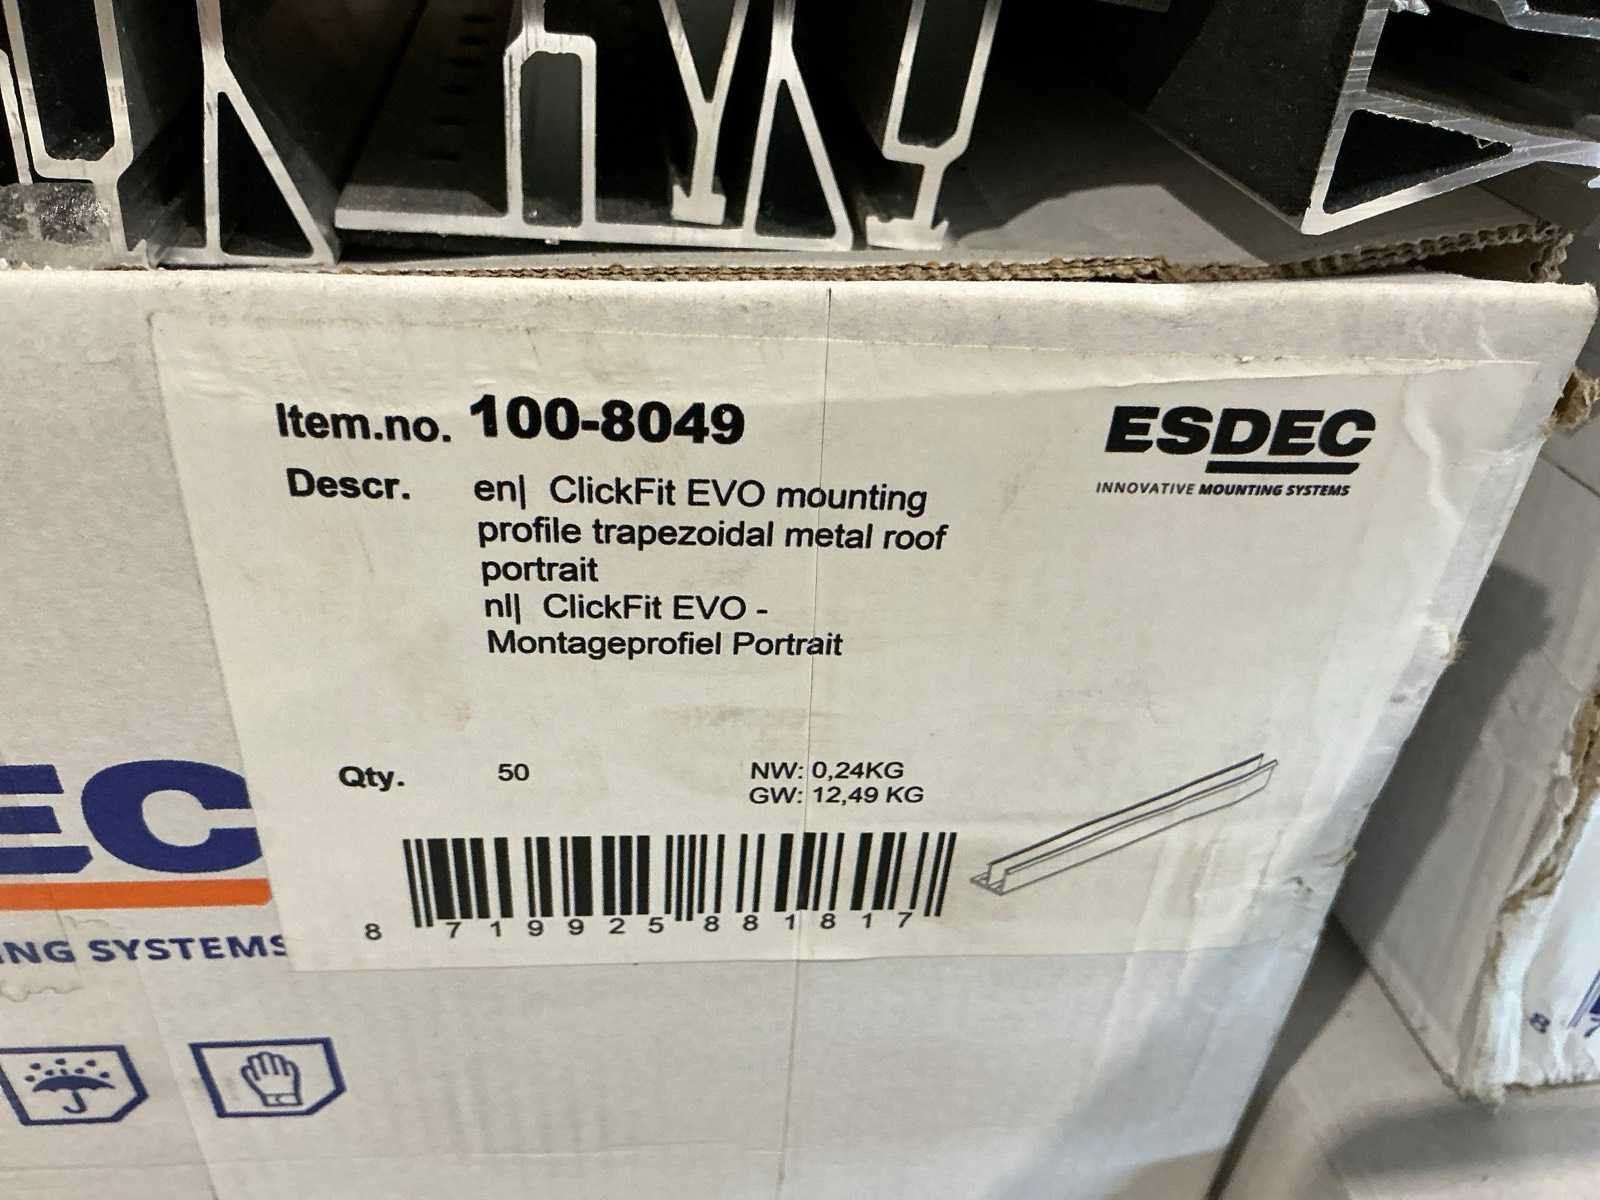 Item.no. 100-8049
ESDEC
INNOVATIVE MOUNTING SYSTEMS
Descr. en| ClickFit EVO mounting
profile trapezoidal metal roof
portrait
nl| ClickFit EVO -
Montageprofiel Portrait
Qty. 50
NW: 0,24KG
GW: 12,49 KG
8 719925 881817
EC
NG SYSTEMS
8 7